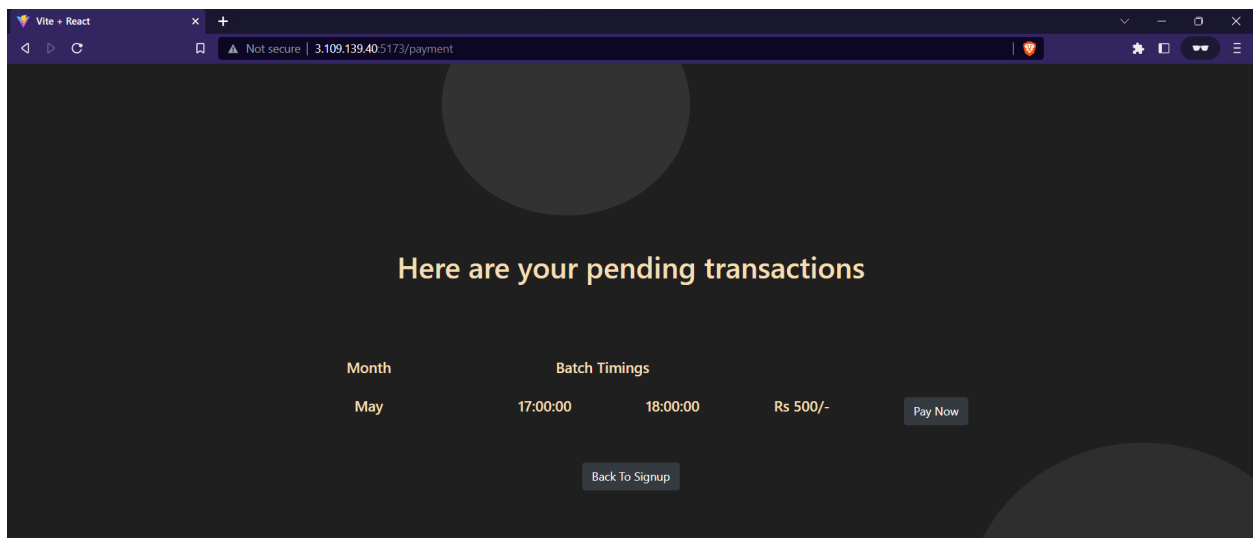 Vite + React
Not secure | 3.109.139.40:5173/payment
Here are your pending transactions
Month Batch Timings
May 17:00:00 18:00:00 Rs 500/- Pay Now
Back To Signup